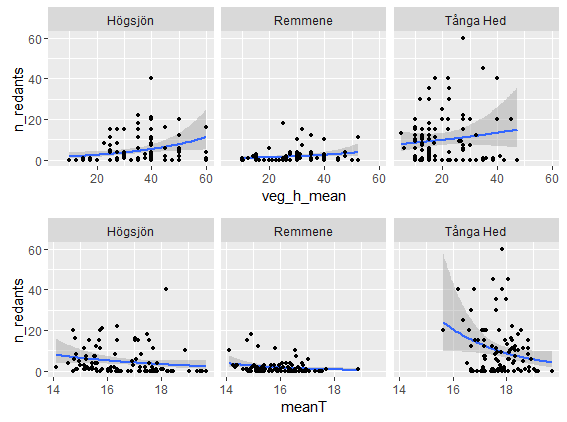 Högsjön Remmene Tånga Hed
60
40
20
0
n_redants
20 40 60 20 40 60 20 40 60
veg_h_mean
Högsjön Remmene Tånga Hed
60
40
20
0
n_redants
14 16 18 14 16 18 14 16 18
meanT